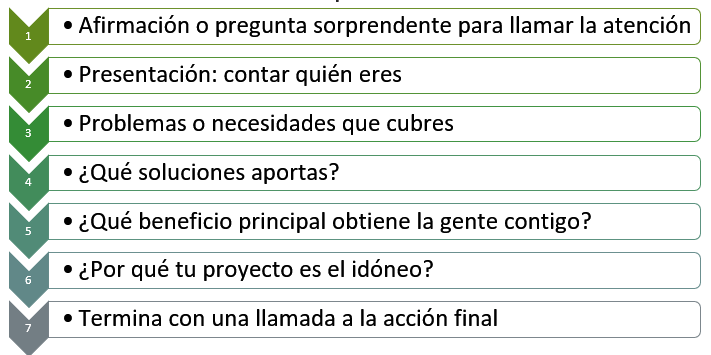 1
• Afirmación o pregunta sorprendente para llamar la atención
2
• Presentación: contar quién eres
3
• Problemas o necesidades que cubres
4
• ¿Qué soluciones aportas?
5
• ¿Qué beneficio principal obtiene la gente contigo?
6
• ¿Por qué tu proyecto es el idóneo?
7
• Termina con una llamada a la acción final